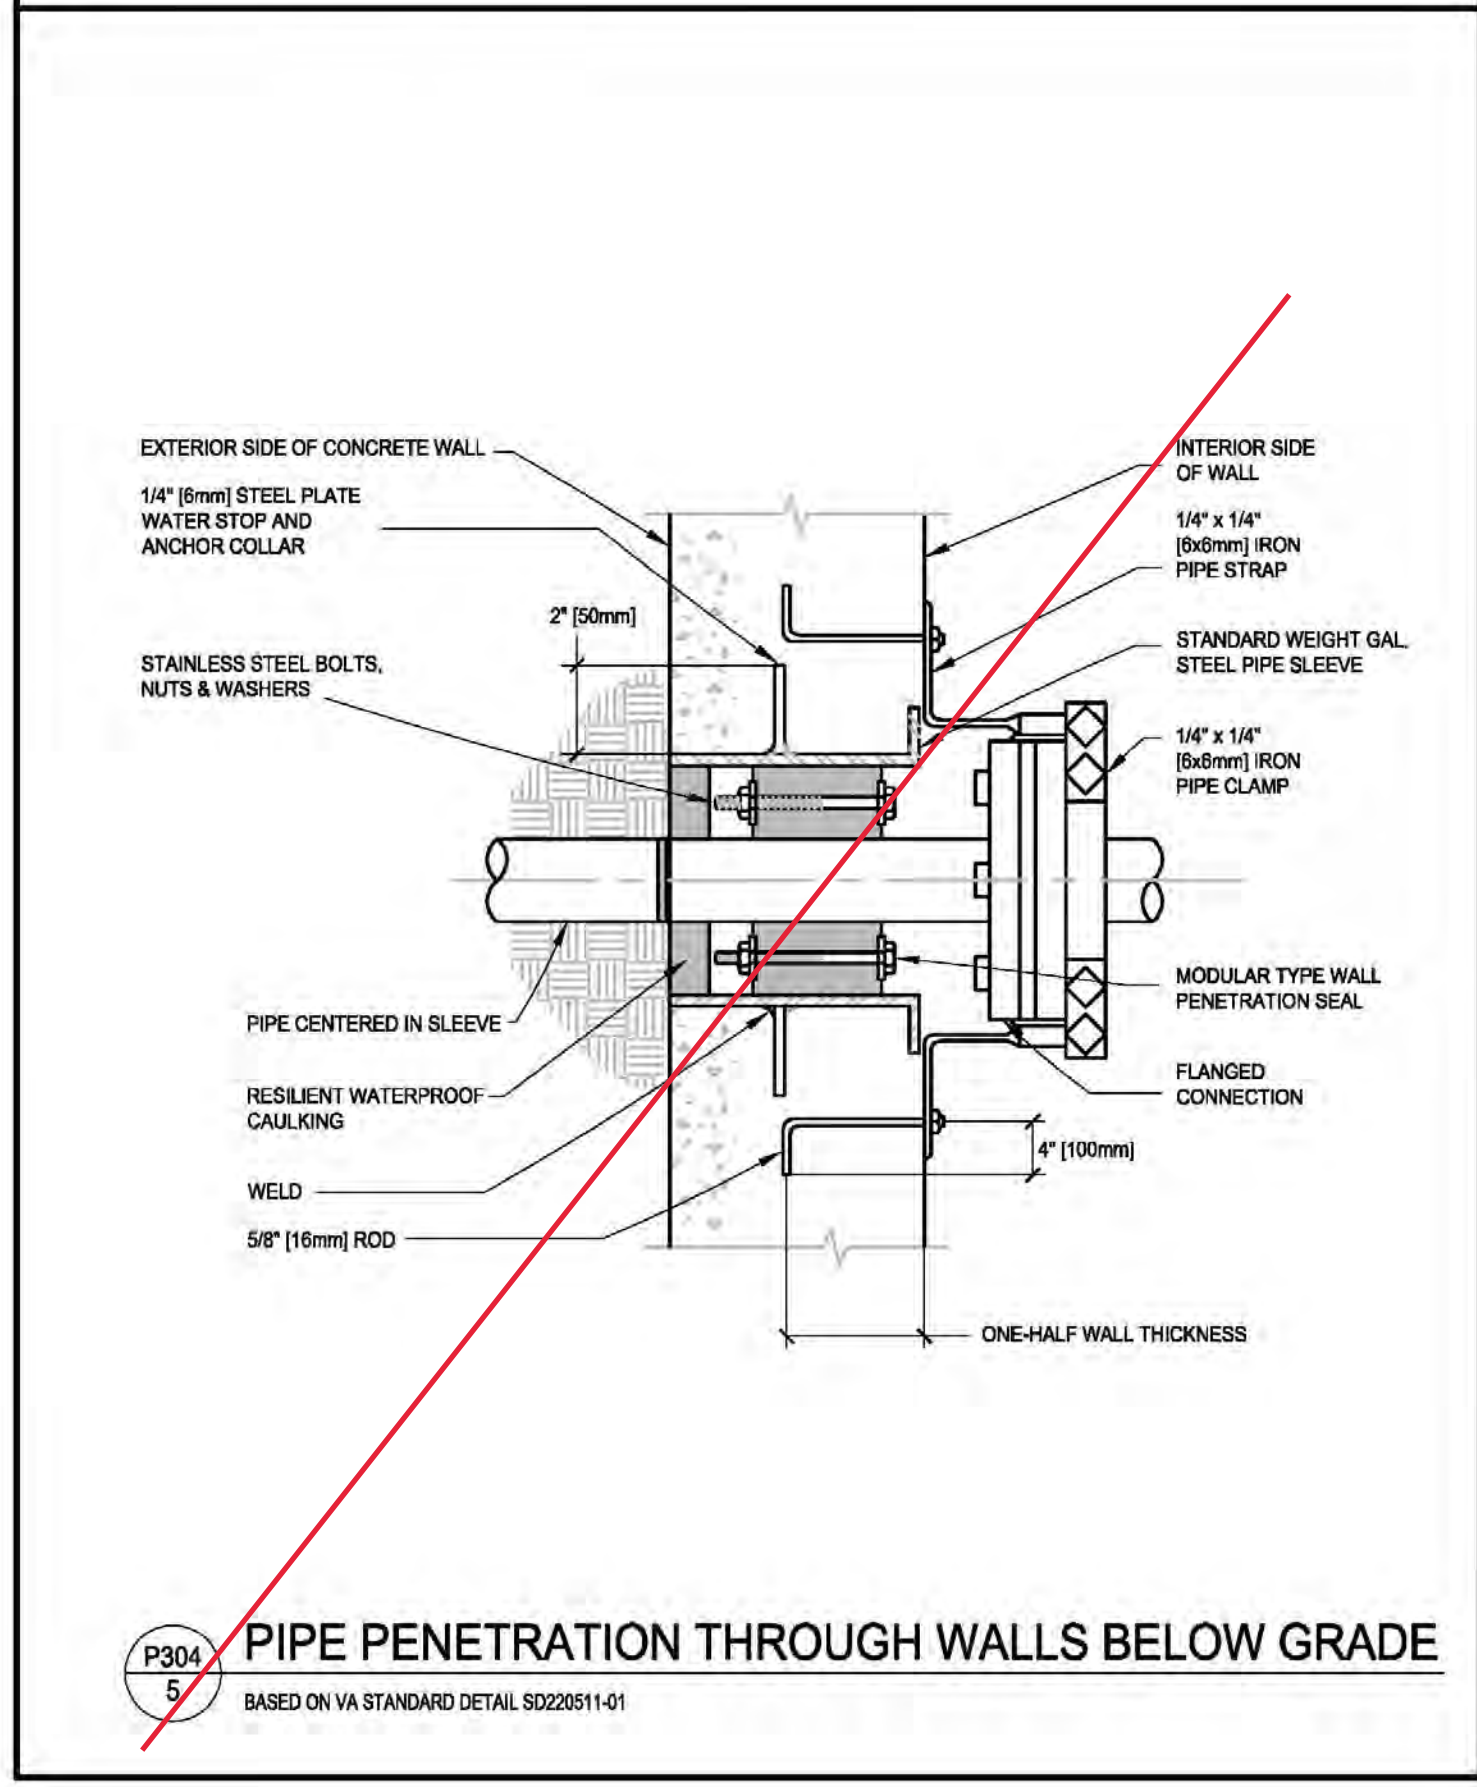 EXTERIOR SIDE OF CONCRETE WALL
1/4" [6mm] STEEL PLATE
WATER STOP AND
ANCHOR COLLAR
2" [50mm]
STAINLESS STEEL BOLTS,
NUTS & WASHERS
PIPE CENTERED IN SLEEVE
RESILIENT WATERPROOF
CAULKING
WELD
5/8" [16mm] ROD
INTERIOR SIDE
OF WALL
1/4" x 1/4"
[6x6mm] IRON
PIPE STRAP
STANDARD WEIGHT GAL.
STEEL PIPE SLEEVE
1/4" x 1/4"
[6x6mm] IRON
PIPE CLAMP
MODULAR TYPE WALL
PENETRATION SEAL
FLANGED
CONNECTION
4" [100mm]
ONE-HALF WALL THICKNESS
P304
5
PIPE PENETRATION THROUGH WALLS BELOW GRADE
BASED ON VA STANDARD DETAIL SD220511-01